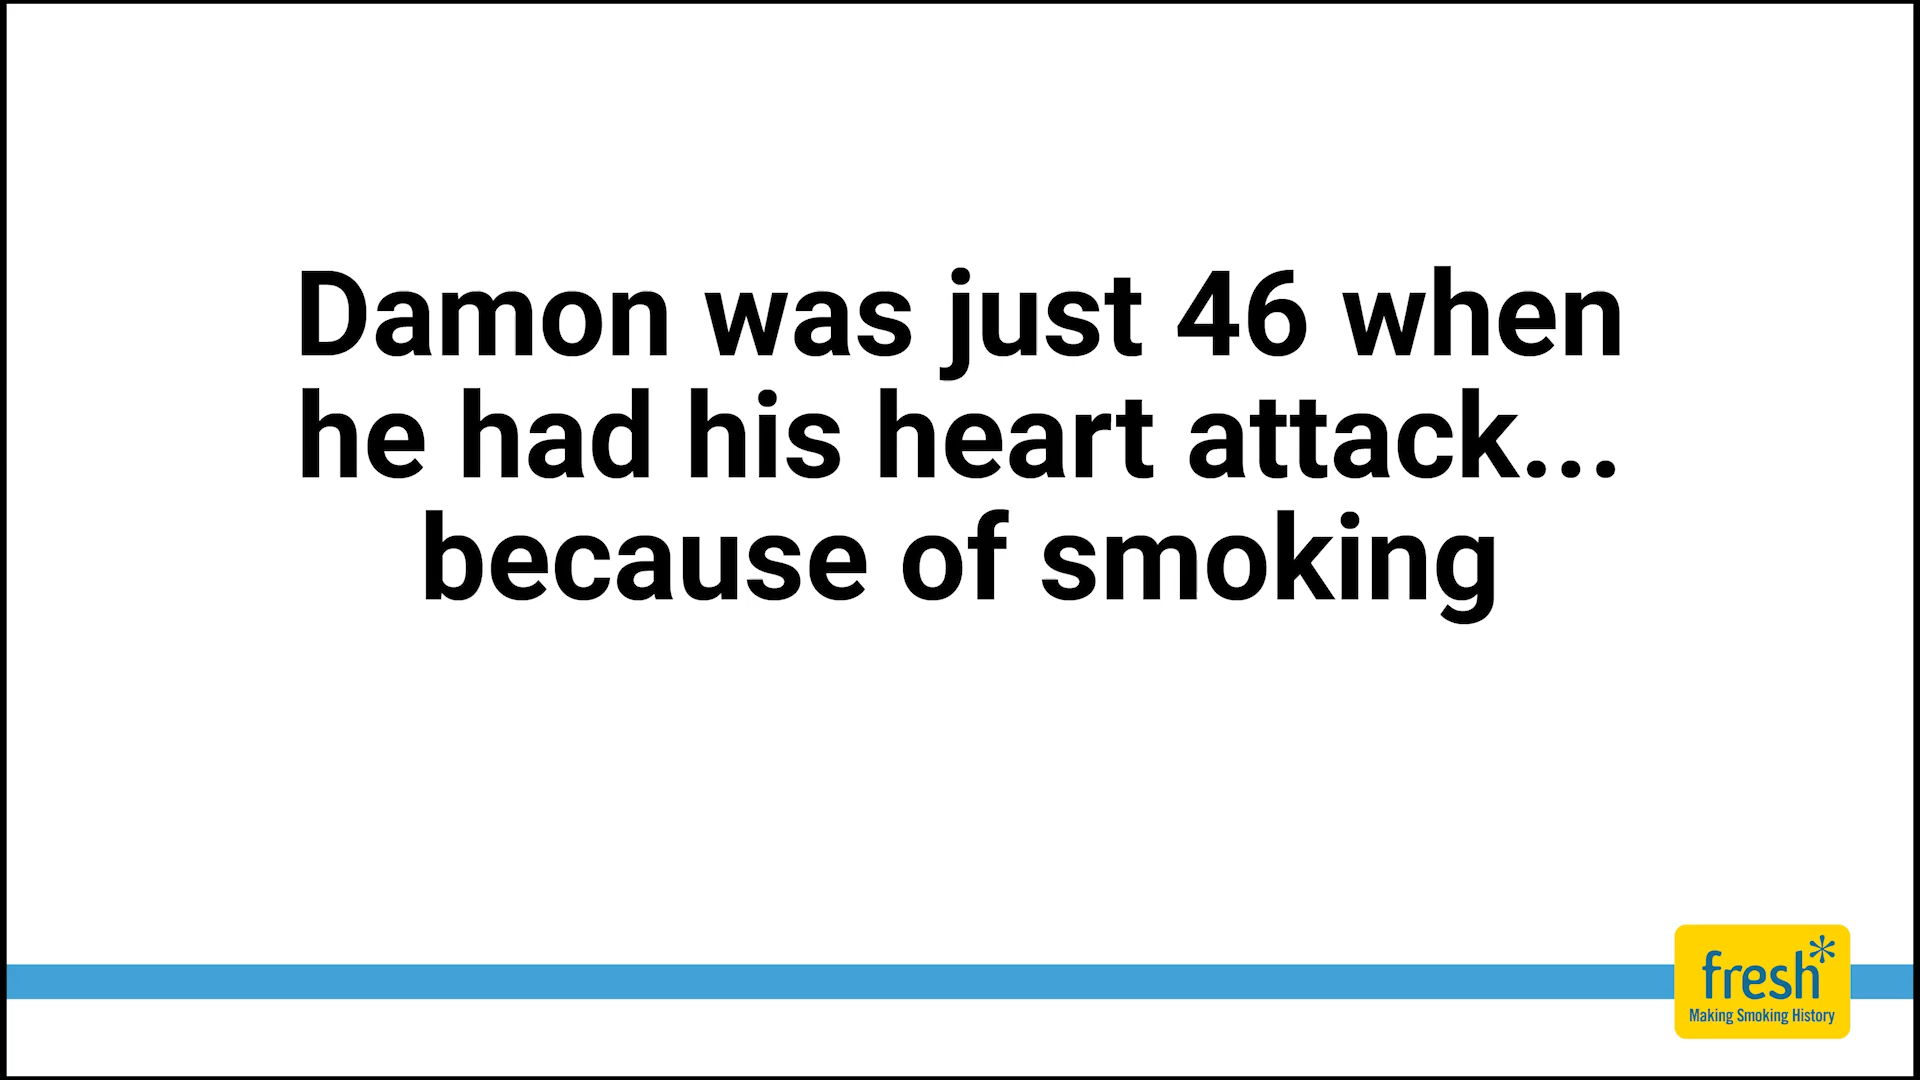 Damon was just 46 when
he had his heart attack...
because of smoking
fresh*
Making Smoking History